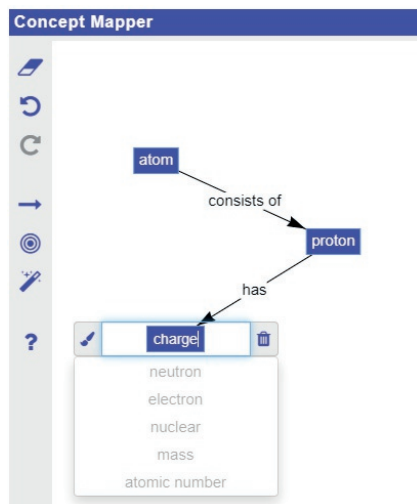 Concept Mapper
atom
consists of
proton
has
?
charge
neutron
electron
nuclear
mass
atomic number